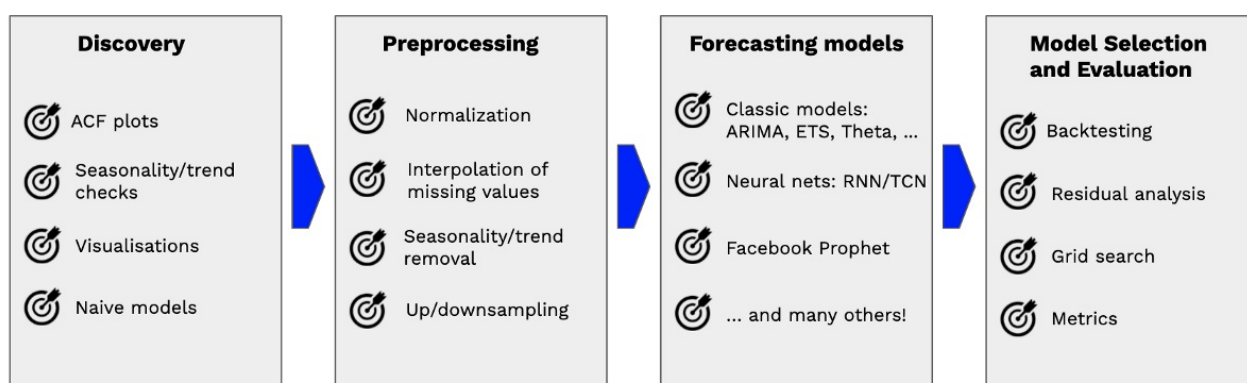 Discovery
ACF plots
Seasonality/trend
checks
Visualisations
Naive models
Preprocessing
Normalization
Interpolation of
missing values
Seasonality/trend
removal
Up/downsampling
Forecasting models
Classic models:
ARIMA, ETS, Theta, ...
Neural nets: RNN/TCN
Facebook Prophet
... and many others!
Model Selection
and Evaluation
Backtesting
Residual analysis
Grid search
Metrics